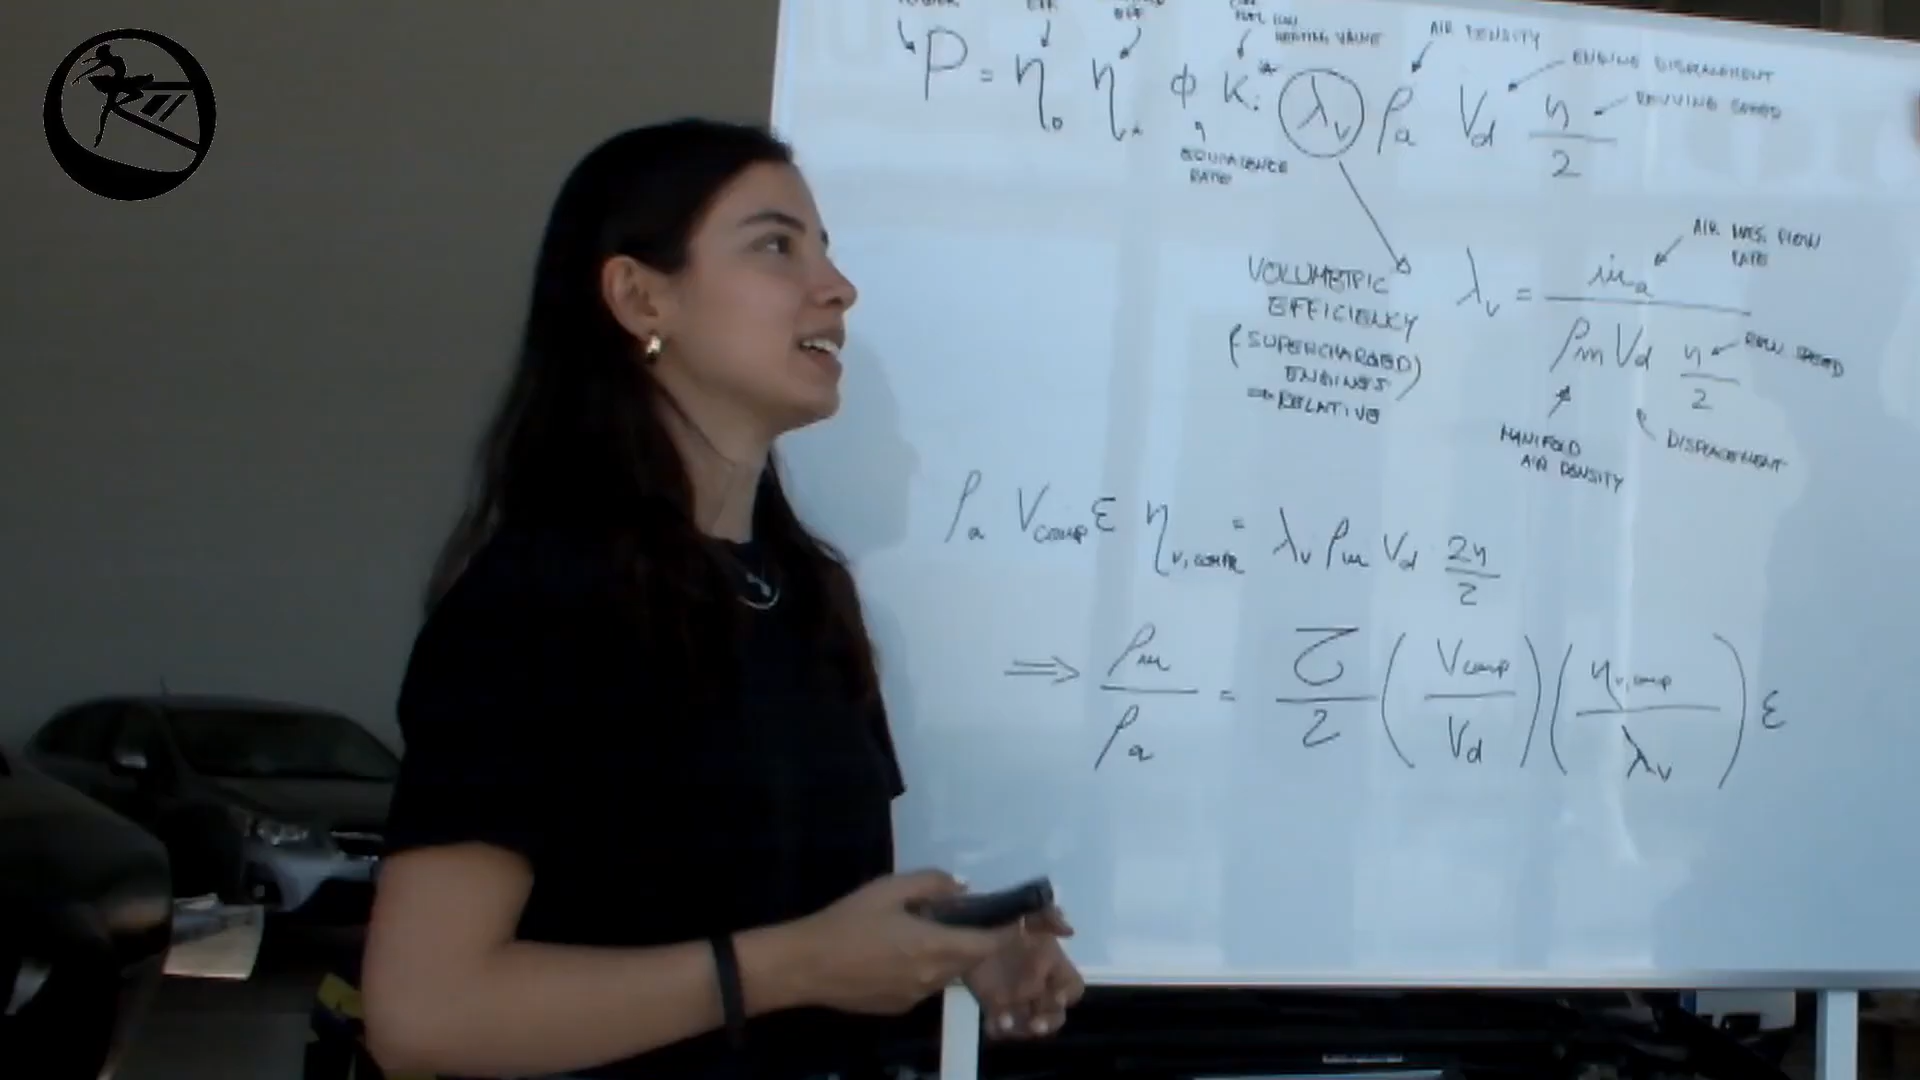 P = η₀ η* φ Kᵢ* λᵥ ρₐ V_d n/2
HEATING VALUE
AIR DENSITY
ENGINE DISPLACEMENT
REVVING SPEED
EQUIVALENCE
RATIO
VOLUMETRIC
EFFICIENCY
(SUPERCHARGED)
ENGINES
→ RELATIVE
λᵥ = ṁₐ / (ρₘ V_d n/2)
AIR MASS FLOW
RATE
REV SPEED
MANIFOLD
AIR DENSITY
DISPLACEMENT
ρₐ V_comp ε η_v,comp = λᵥ ρₘ V_d 2n/2
⇒ ρₘ/ρₐ = τ/2 (V_comp/V_d) (η_v,comp/λᵥ) ε